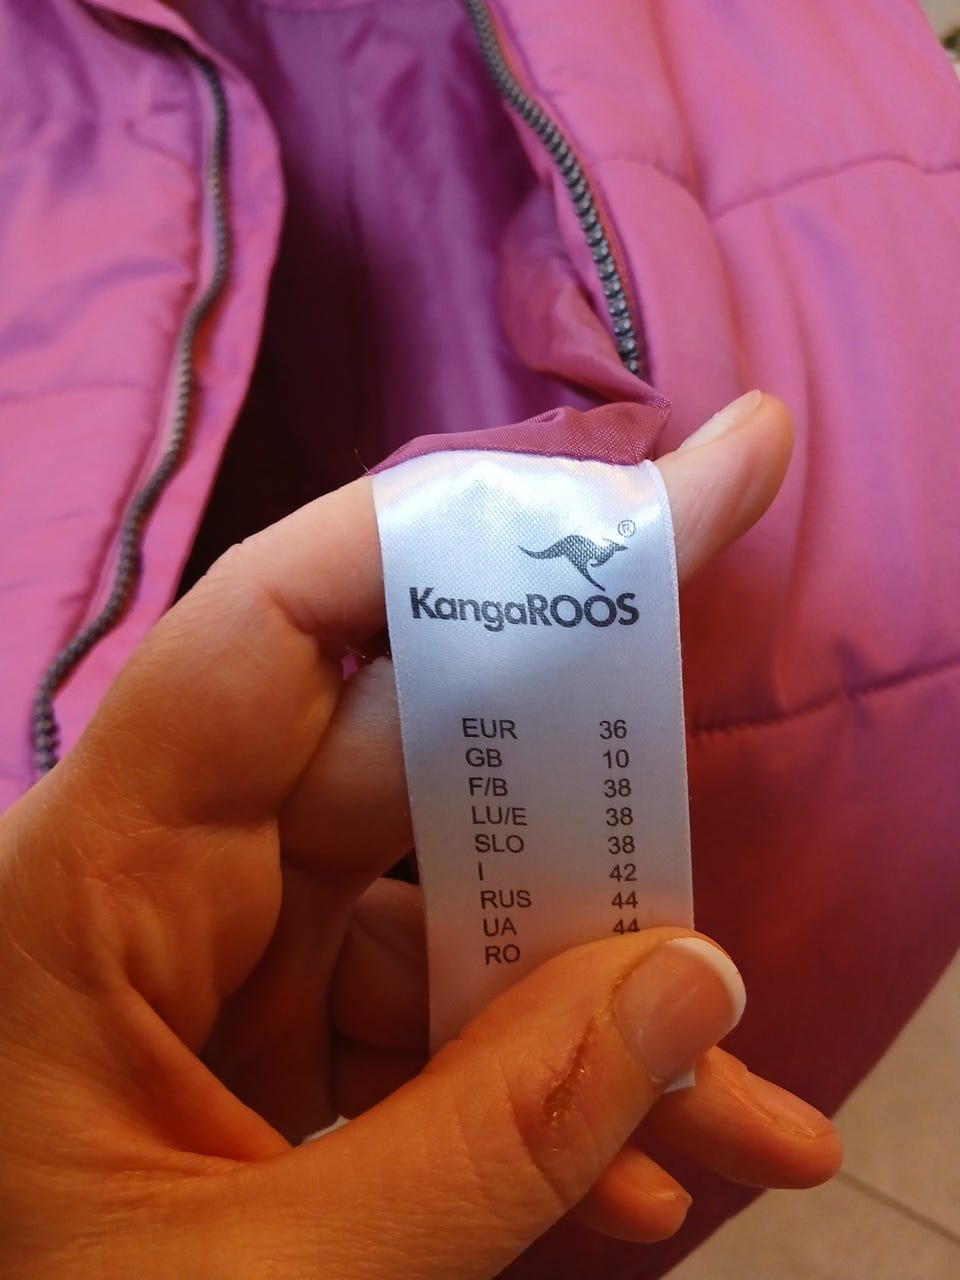 ®
KangaROOS
EUR 36
GB 10
F/B 38
LU/E 38
SLO 38
I 42
RUS 44
UA 44
RO